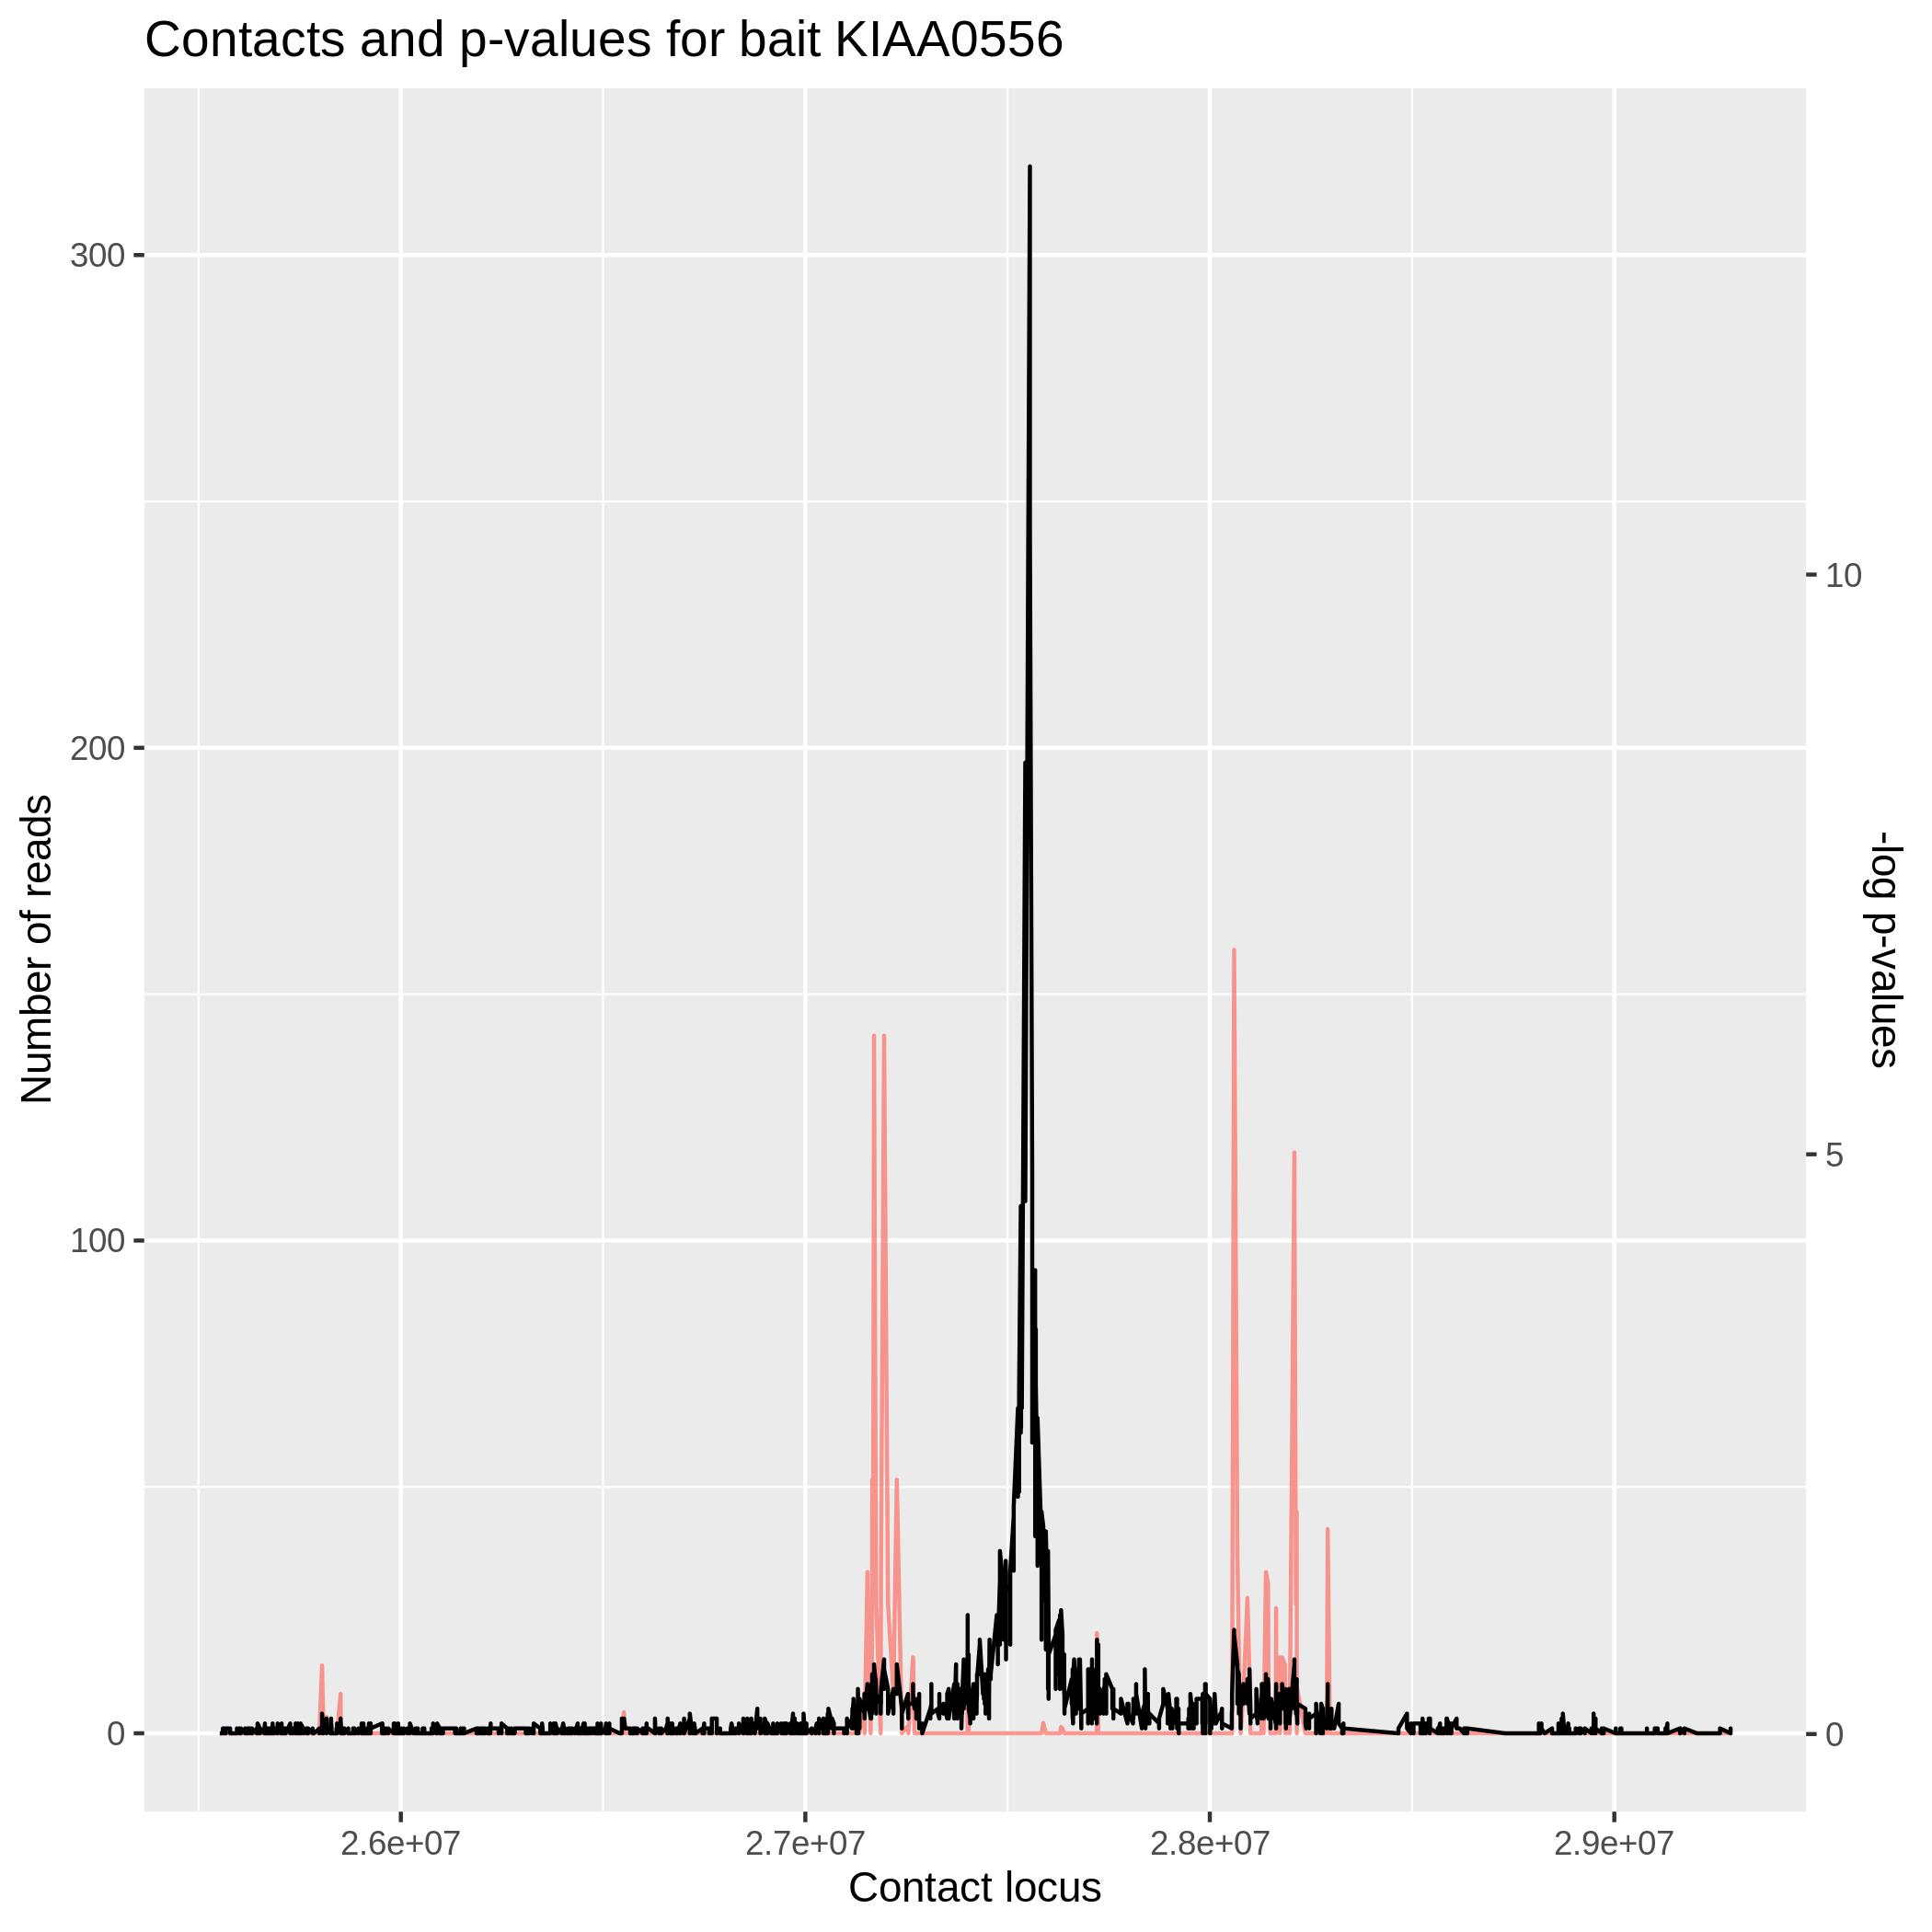 Contacts and p-values for bait KIAA0556
300
200
100
0
Number of reads
10
5
0
-log p-values
2.6e+07
2.7e+07
2.8e+07
2.9e+07
Contact locus